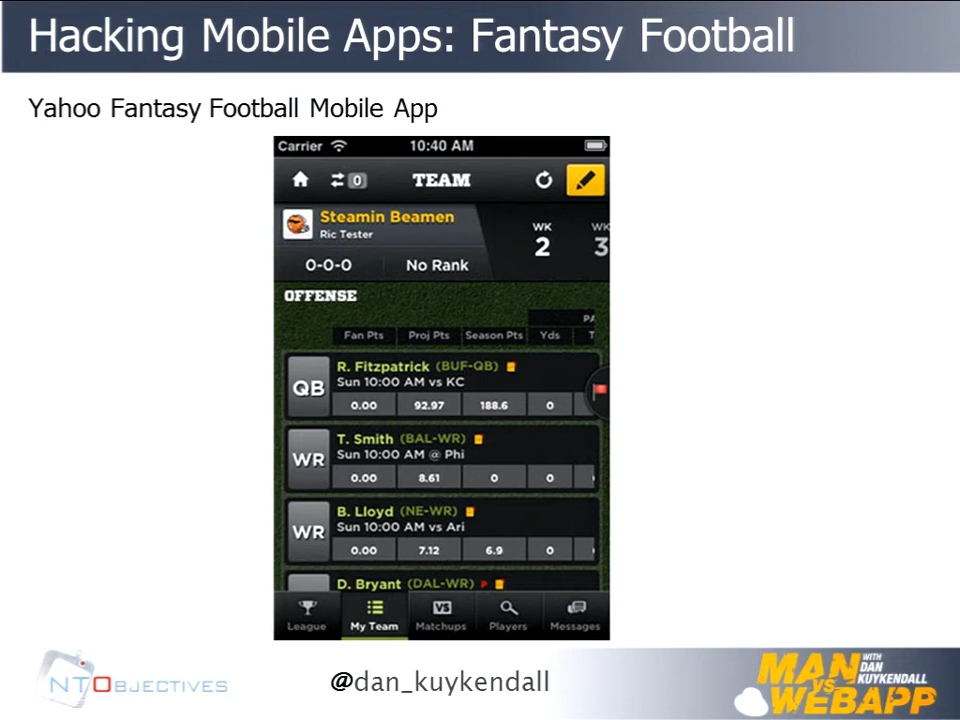 Hacking Mobile Apps: Fantasy Football
Yahoo Fantasy Football Mobile App
Carrier 10:40 AM
0 TEAM
Steamin Beamen
Ric Tester
WK WK
2 3
0-0-0 No Rank
OFFENSE
Fan Pts Proj Pts Season Pts Yds
QB
R. Fitzpatrick (BUF-QB)
Sun 10:00 AM vs KC
0.00 92.97 188.6 0
WR
T. Smith (BAL-WR)
Sun 10:00 AM @ Phi
0.00 8.61 0 0
WR
B. Lloyd (NE-WR)
Sun 10:00 AM vs Ari
0.00 7.12 6.9 0
D. Bryant (DAL-WR) P
VS
League My Team Matchups Players Messages
NTOBJECTIVES
@dan_kuykendall
MAN VS WEBAPP
WITH DAN KUYKENDALL